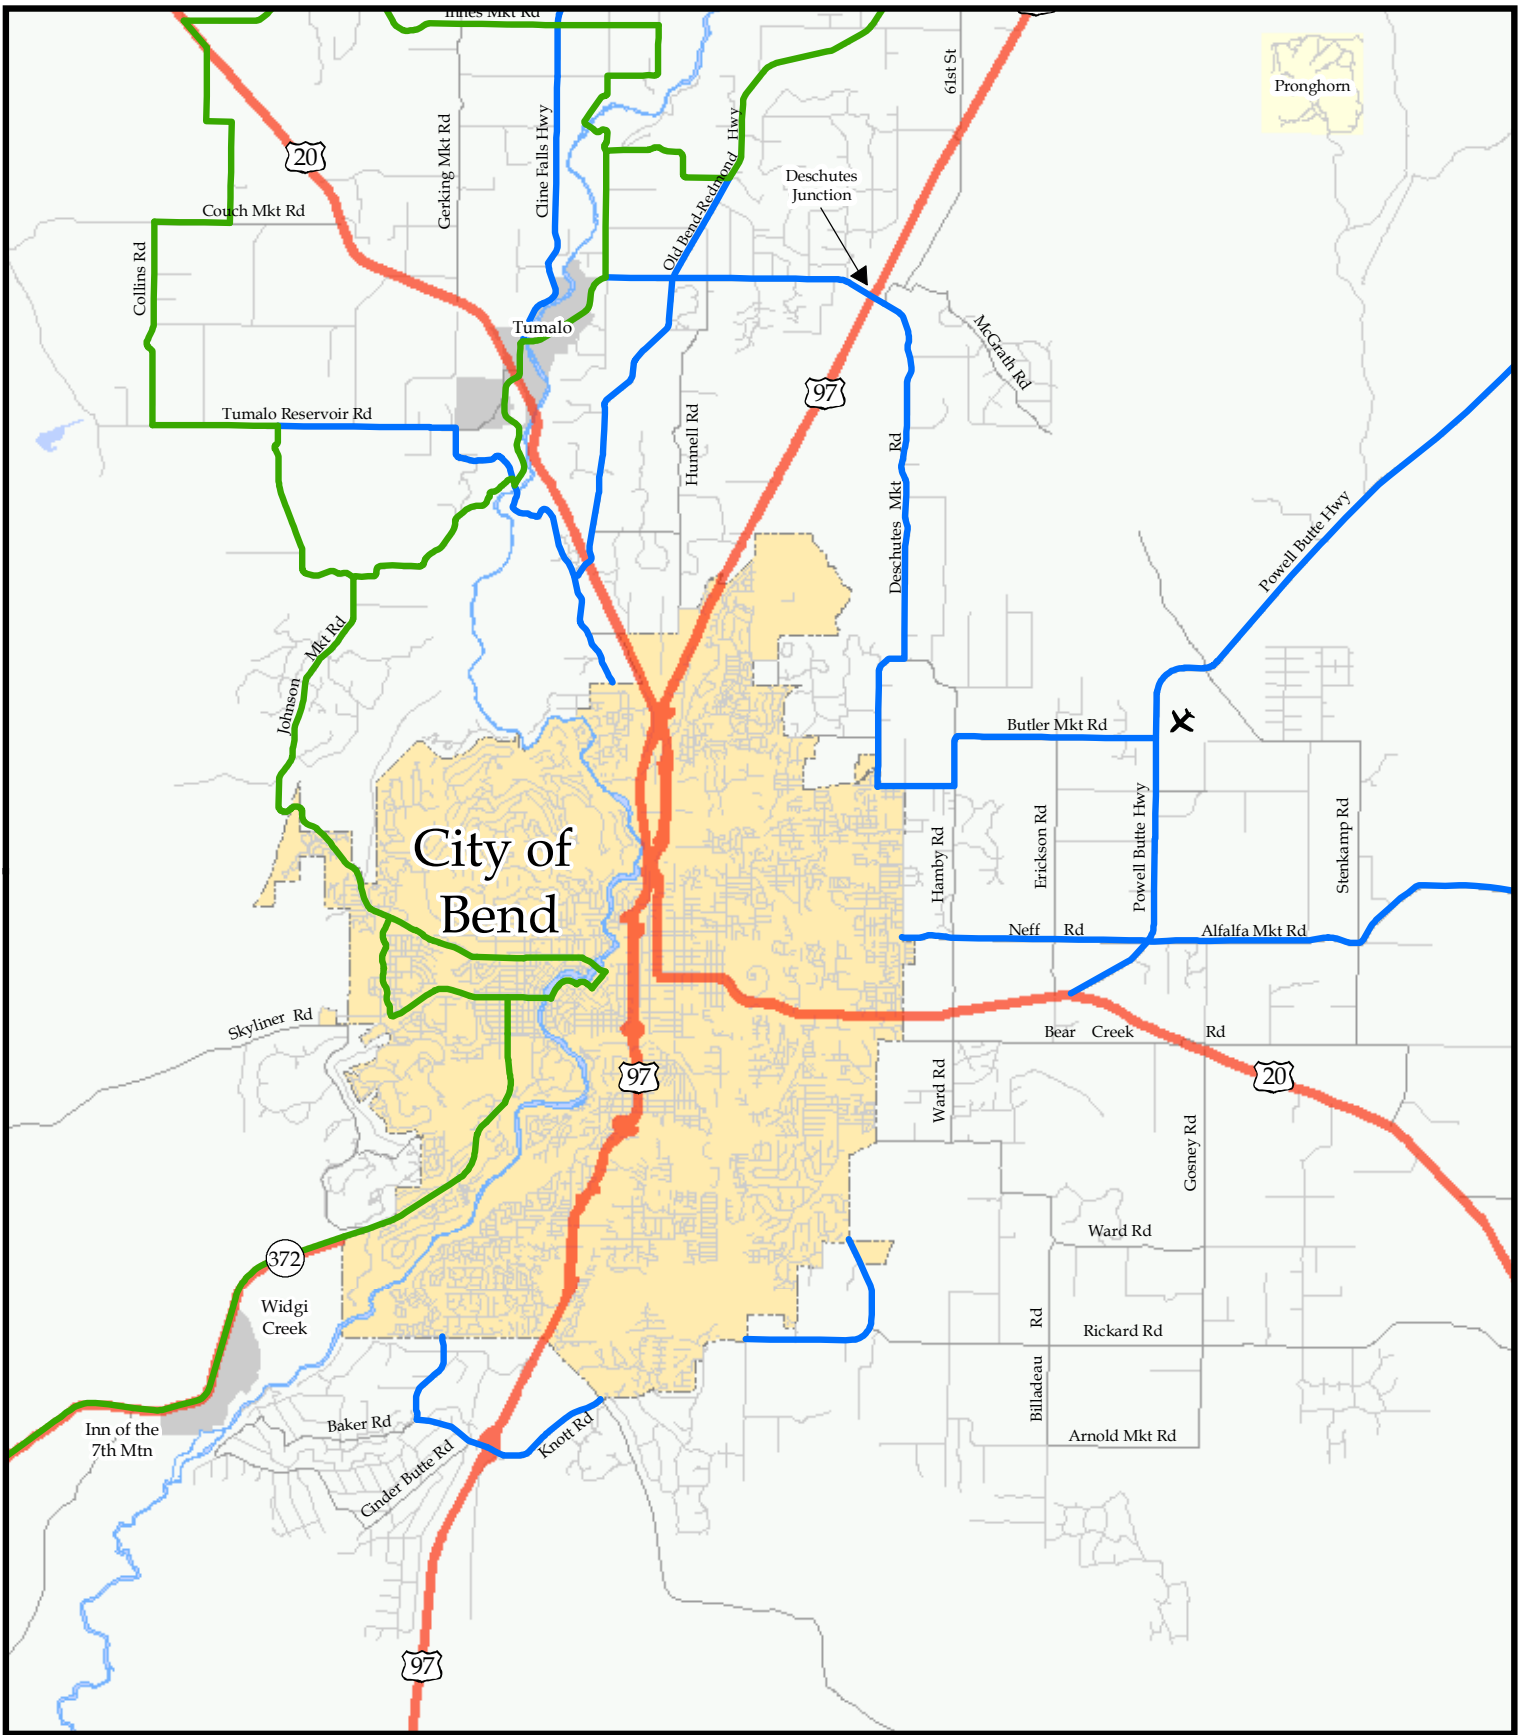 Innes Mkt Rd
61st St
Pronghorn
20
Gerking Mkt Rd
Cline Falls Hwy
Old Bend-Redmond Hwy
Deschutes
Junction
Couch Mkt Rd
Collins Rd
Tumalo
McGrath Rd
97
Tumalo Reservoir Rd
Hunnell Rd
Deschutes Mkt Rd
Powell Butte Hwy
Johnson Mkt Rd
Butler Mkt Rd
City of
Bend
Hamby Rd
Erickson Rd
Powell Butte Hwy
Stenkamp Rd
Neff Rd
Alfalfa Mkt Rd
Skyliner Rd
Bear Creek Rd
97
20
Ward Rd
Gosney Rd
Ward Rd
372
Widgi
Creek
Rickard Rd
Billadeau Rd
Inn of the
7th Mtn
Baker Rd
Knott Rd
Cinder Butte Rd
Arnold Mkt Rd
97